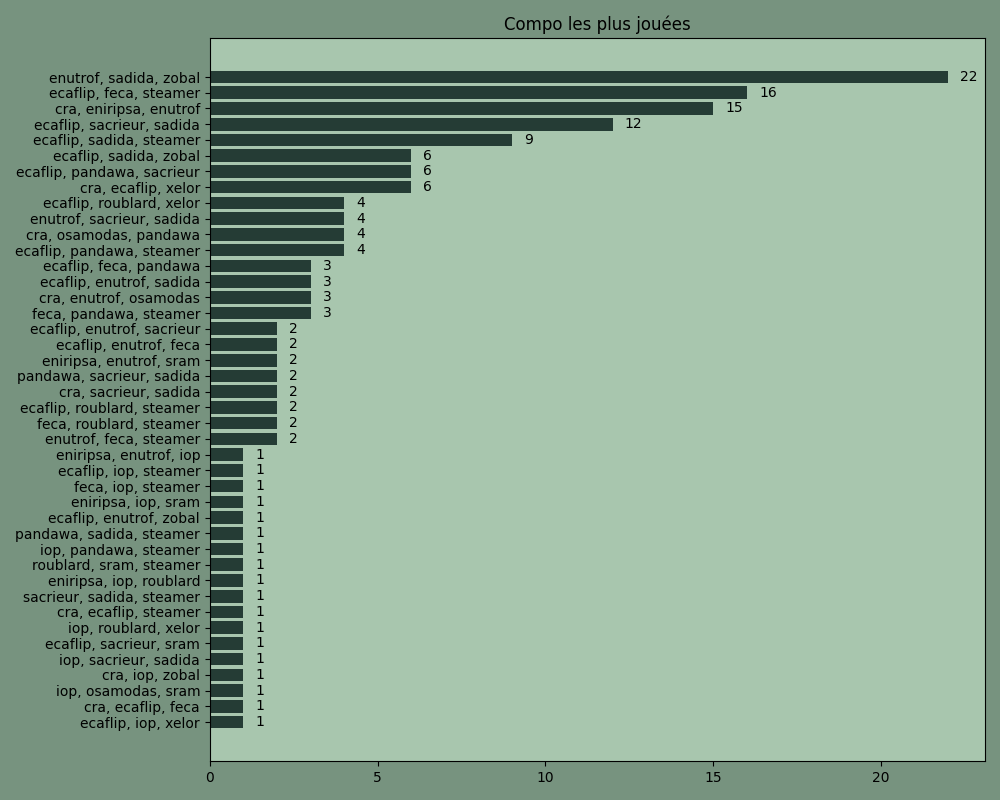 Compo les plus jouées
enutrof, sadida, zobal 22
ecaflip, feca, steamer 16
cra, eniripsa, enutrof 15
ecaflip, sacrieur, sadida 12
ecaflip, sadida, steamer 9
ecaflip, sadida, zobal 6
ecaflip, pandawa, sacrieur 6
cra, ecaflip, xelor 6
ecaflip, roublard, xelor 4
enutrof, sacrieur, sadida 4
cra, osamodas, pandawa 4
ecaflip, pandawa, steamer 4
ecaflip, feca, pandawa 3
ecaflip, enutrof, sadida 3
cra, enutrof, osamodas 3
feca, pandawa, steamer 3
ecaflip, enutrof, sacrieur 2
ecaflip, enutrof, feca 2
eniripsa, enutrof, sram 2
pandawa, sacrieur, sadida 2
cra, sacrieur, sadida 2
ecaflip, roublard, steamer 2
feca, roublard, steamer 2
enutrof, feca, steamer 2
eniripsa, enutrof, iop 1
ecaflip, iop, steamer 1
feca, iop, steamer 1
eniripsa, iop, sram 1
ecaflip, enutrof, zobal 1
pandawa, sadida, steamer 1
iop, pandawa, steamer 1
roublard, sram, steamer 1
eniripsa, iop, roublard 1
sacrieur, sadida, steamer 1
cra, ecaflip, steamer 1
iop, roublard, xelor 1
ecaflip, sacrieur, sram 1
iop, sacrieur, sadida 1
cra, iop, zobal 1
iop, osamodas, sram 1
cra, ecaflip, feca 1
ecaflip, iop, xelor 1
0 5 10 15 20